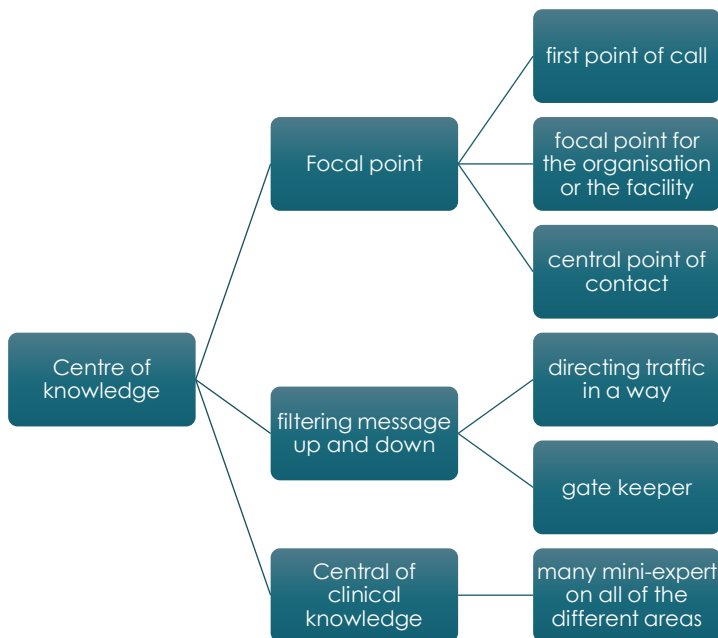 first point of call
Focal point
focal point for
the organisation
or the facility
central point of
contact
Centre of
knowledge
filtering message
up and down
directing traffic
in a way
gate keeper
Central of
clinical
knowledge
many mini-expert
on all of the
different areas